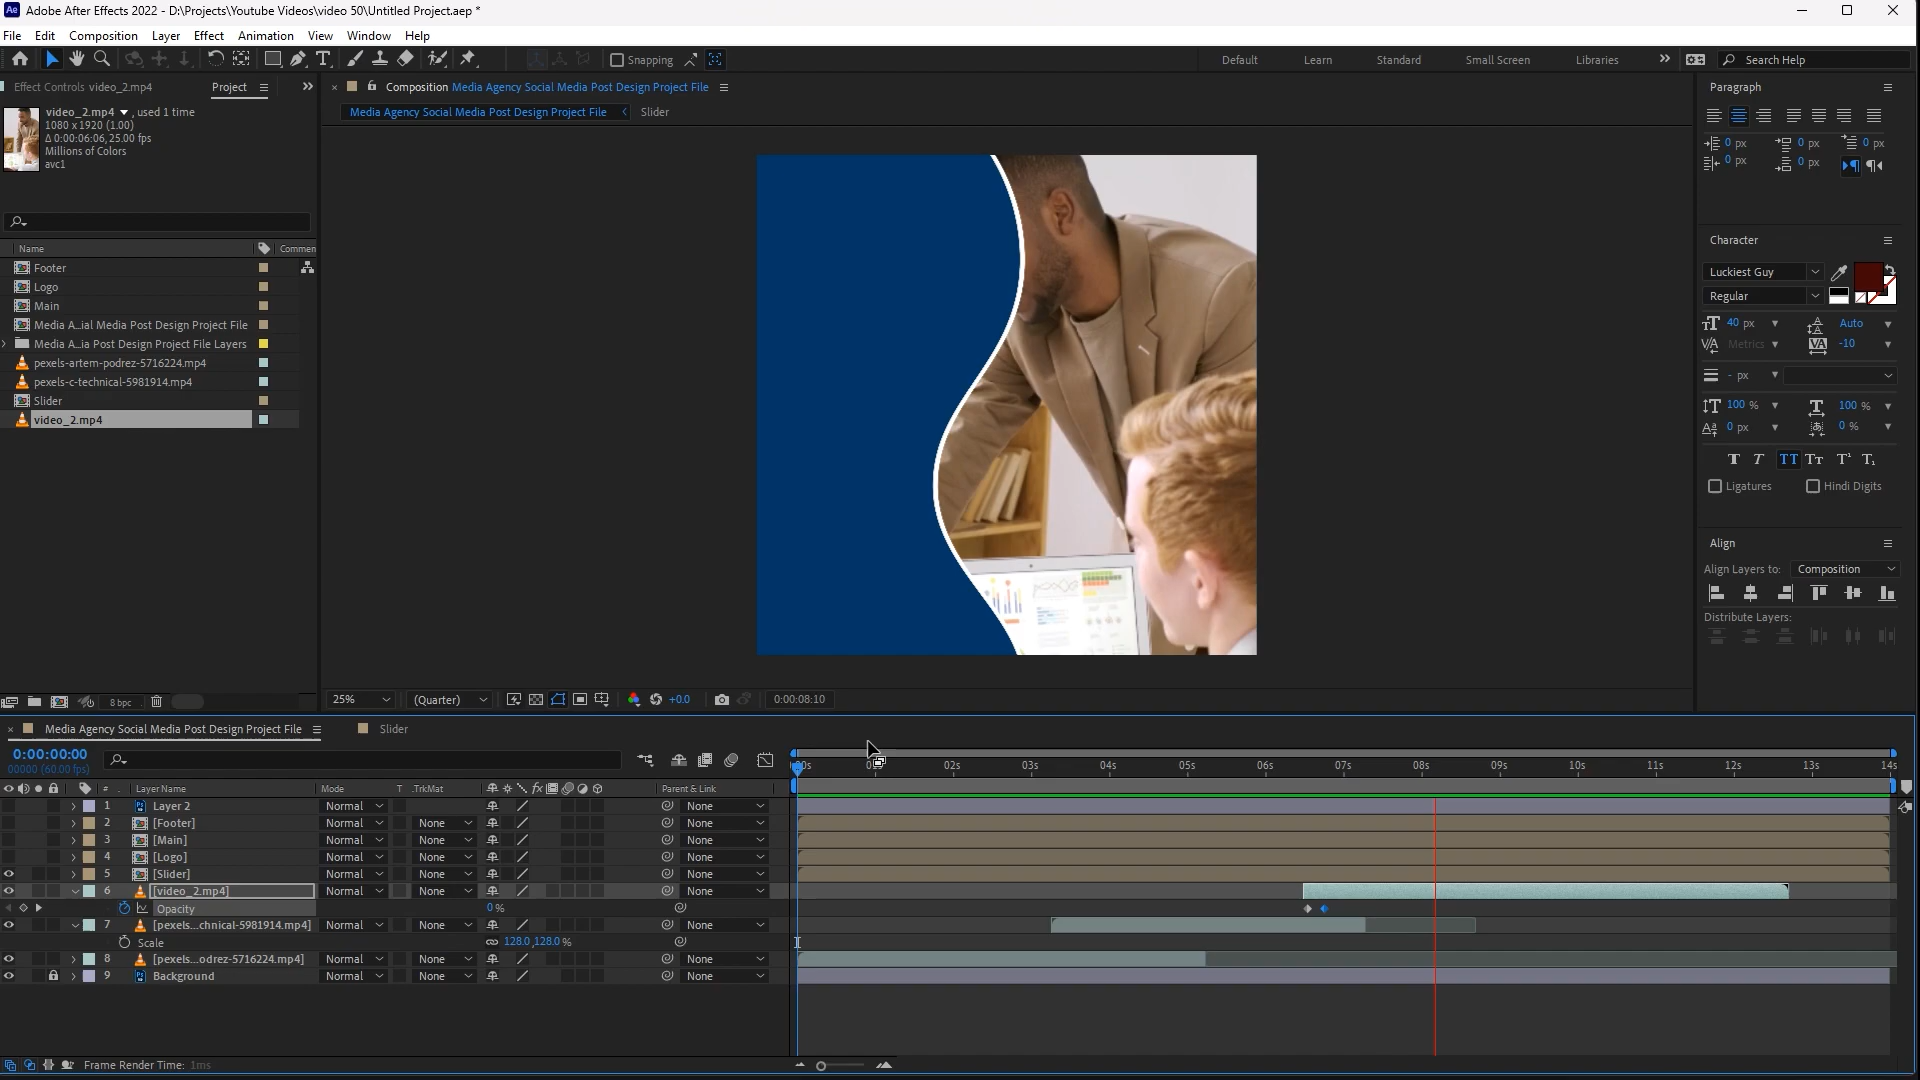 Adobe After Effects 2022 - D:\Projects\Youtube Videos\video 50\Untitled Project.aep *
File Edit Composition Layer Effect Animation View Window Help
Snapping
Default Learn Standard Small Screen Libraries Search Help
Effect Controls video_2.mp4 Project
video_2.mp4 , used 1 time
1080 x 1920 (1.00)
Δ 0:00:06:06, 25.00 fps
Millions of Colors
avc1
Name Commen
Footer
Logo
Main
Media A...ial Media Post Design Project File
Media A...ia Post Design Project File Layers
pexels-artem-podrez-5716224.mp4
pexels-c-technical-5981914.mp4
Slider
video_2.mp4
8 bpc
Composition Media Agency Social Media Post Design Project File
Media Agency Social Media Post Design Project File Slider
25% (Quarter) +0.0 0:00:08:10
Paragraph
0 px 0 px 0 px
0 px 0 px
Character
Luckiest Guy
Regular
40 px Auto
Metrics -10
- px
100 % 100 %
0 px 0 %
T T TT Tт T¹ T₁
Ligatures Hindi Digits
Align
Align Layers to: Composition
Distribute Layers:
Media Agency Social Media Post Design Project File Slider
0:00:00:00
00000 (60.00 fps)
02s 03s 04s 05s 06s 07s 08s 09s 10s 11s 12s 13s 14s
# Layer Name Mode T .TrkMat Parent & Link
1 Layer 2 Normal None
2 [Footer] Normal None None
3 [Main] Normal None None
4 [Logo] Normal None None
5 [Slider] Normal None None
6 [video_2.mp4] Normal None None
Opacity 0 %
7 [pexels...chnical-5981914.mp4] Normal None None
Scale 128.0,128.0 %
8 [pexels...odrez-5716224.mp4] Normal None None
9 Background Normal None None
Frame Render Time: 1ms